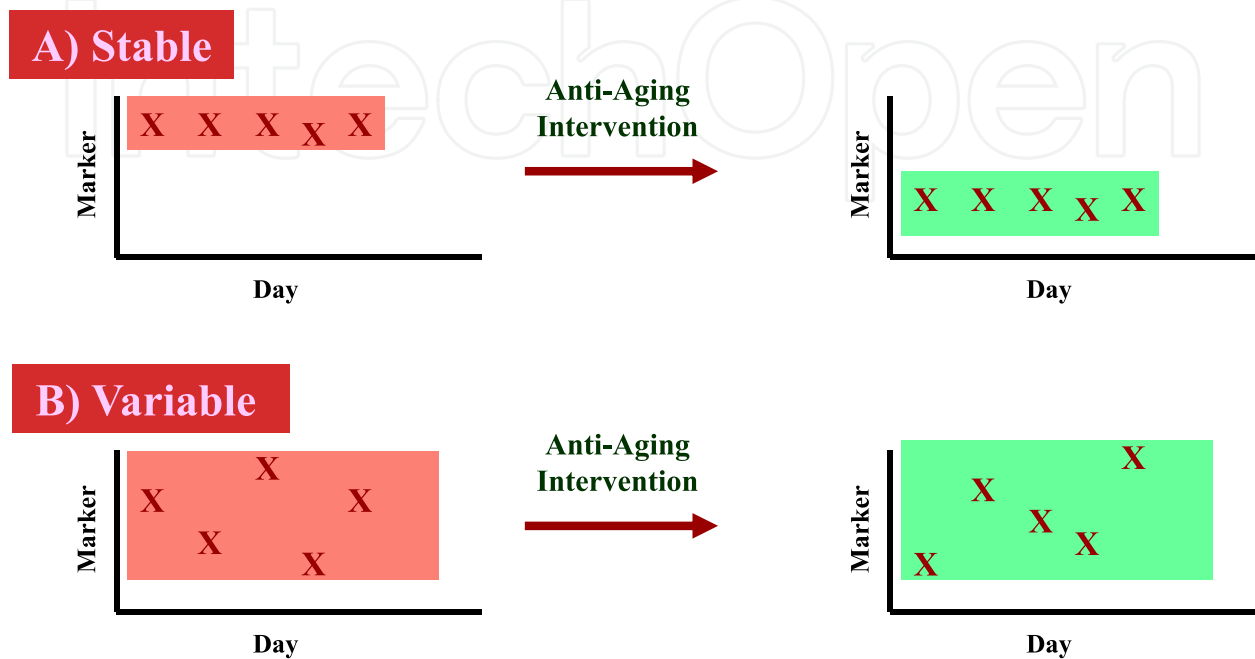 IntechOpen
A) Stable
Marker
X X X X X
Day
Anti-Aging
Intervention
Marker
X X X X X
Day
B) Variable
Marker
X X X X X
Day
Anti-Aging
Intervention
Marker
X X X X X
Day